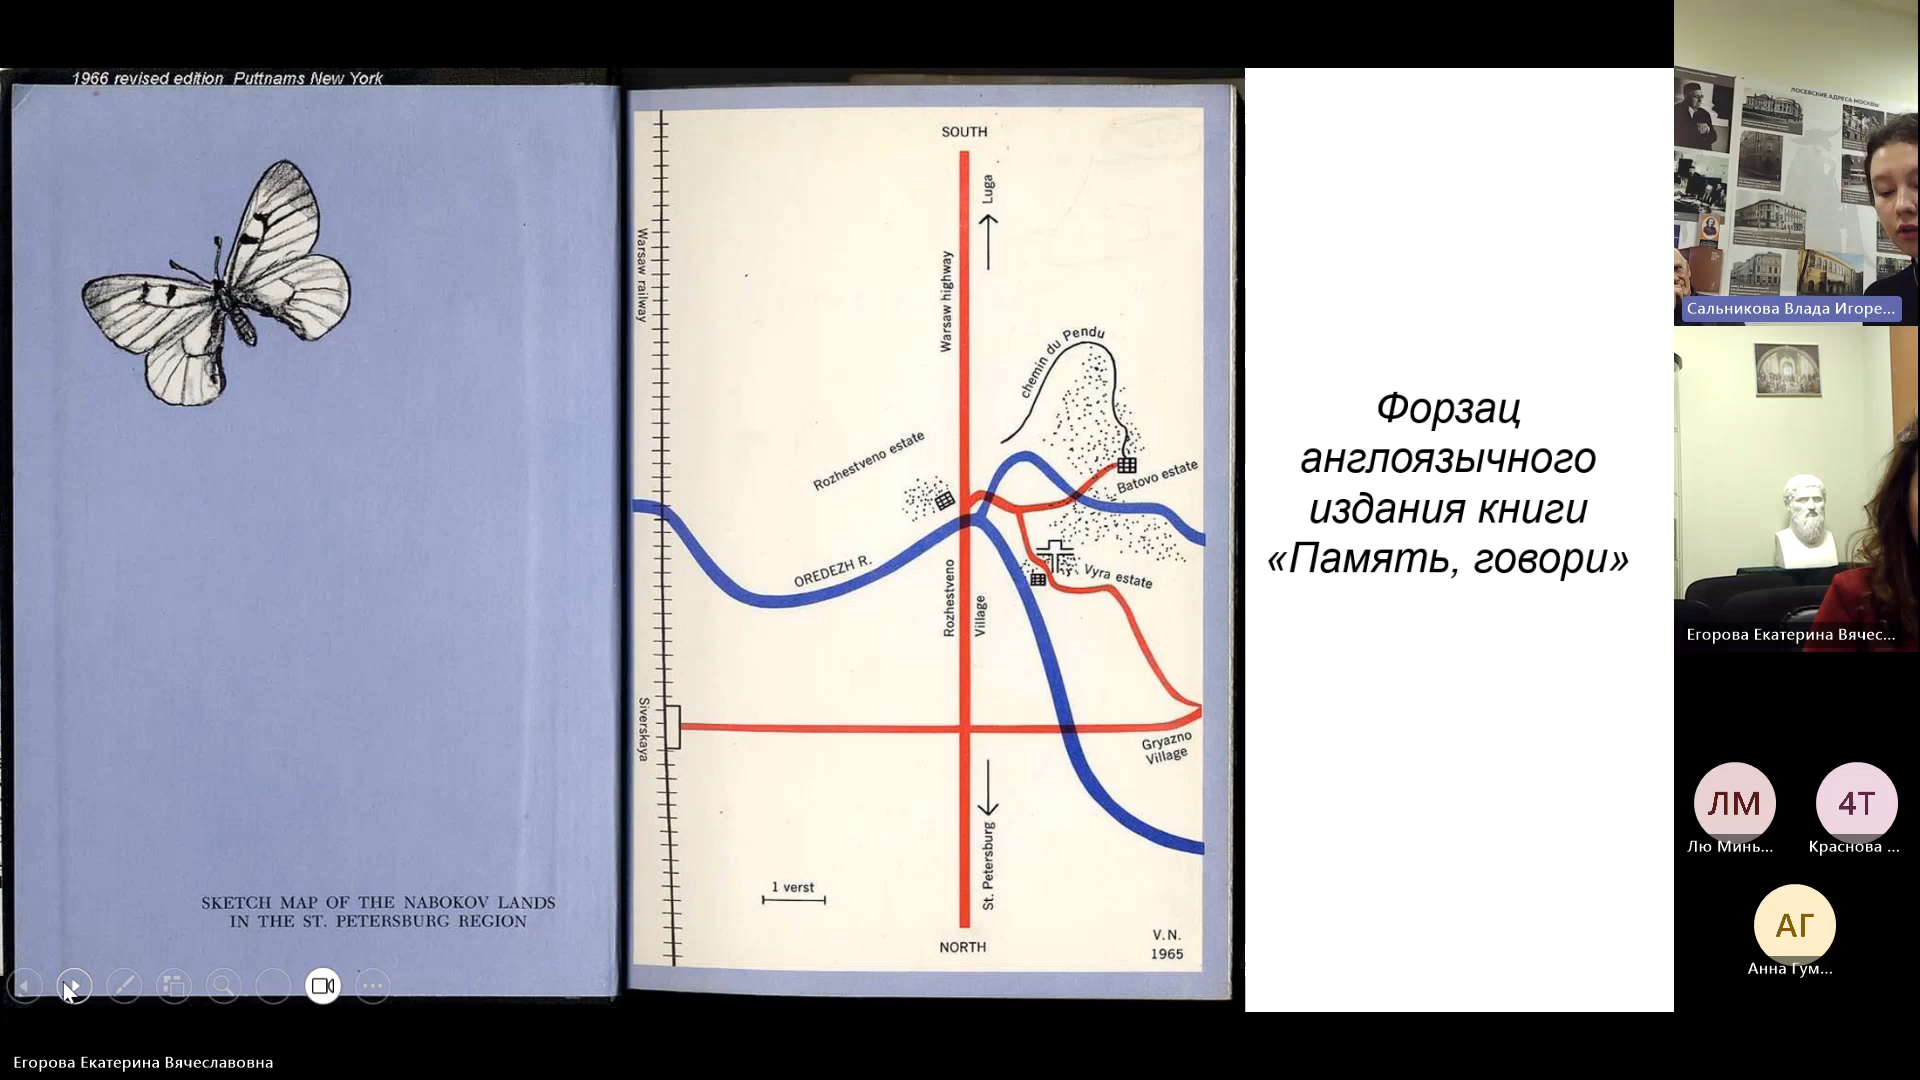 1966 revised edition Puttnams New York
SKETCH MAP OF THE NABOKOV LANDS
IN THE ST. PETERSBURG REGION
SOUTH
Luga
Warsaw railway
Warsaw highway
chemin du Pendu
Rozhestveno estate
Batovo estate
OREDEZH R.
Vyra estate
Rozhestveno
Village
Siverskaya
Gryazno
Village
St. Petersburg
1 verst
NORTH
V.N.
1965
Форзац
англоязычного
издания книги
«Память, говори»
ЛОСЕВСКИЕ АДРЕСА МОСКВЫ
Сальникова Влада Игоре...
Егорова Екатерина Вячес...
ЛМ
4Т
Лю Минь...
Краснова ...
АГ
Анна Гум...
Егорова Екатерина Вячеславовна